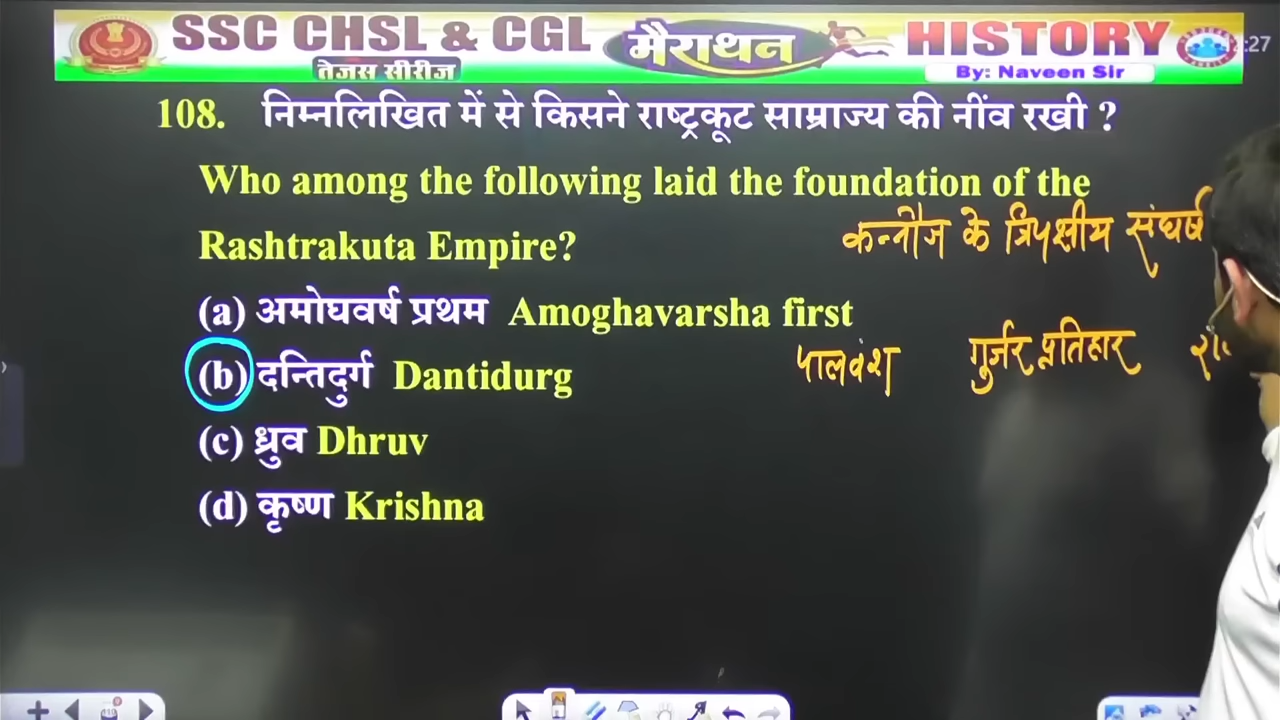 SSC CHSL & CGL
तेजस सीरीज
मैराथन
HISTORY
By: Naveen Sir
108. निम्नलिखित में से किसने राष्ट्रकूट साम्राज्य की नींव रखी ?
Who among the following laid the foundation of the
Rashtrakuta Empire?
कन्नौज के त्रिपक्षीय संघर्ष
(a) अमोघवर्ष प्रथम Amoghavarsha first
(b) दन्तिदुर्ग Dantidurg
पालवंश गुर्जर प्रतिहार
(c) ध्रुव Dhruv
(d) कृष्ण Krishna